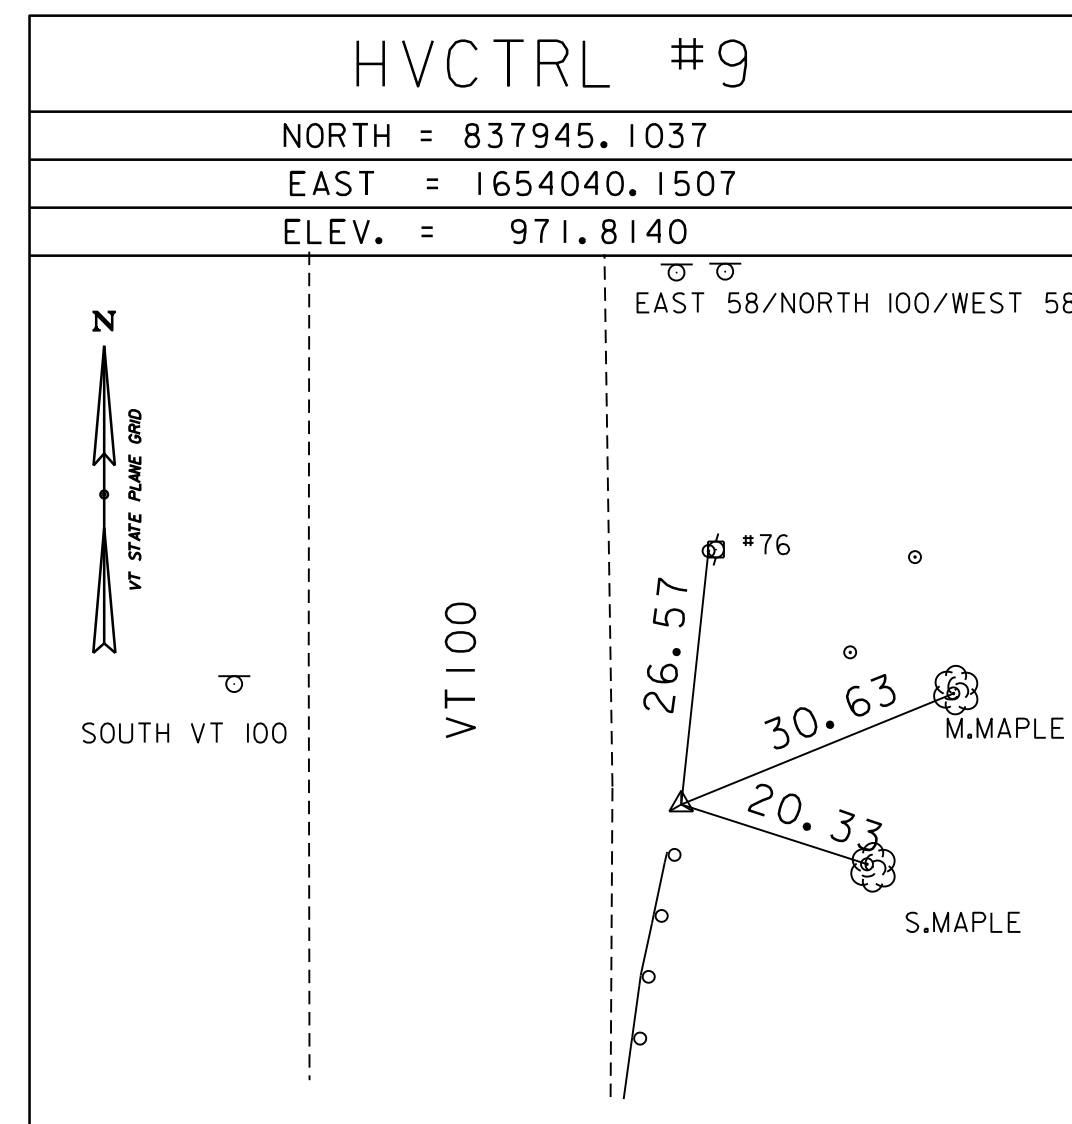 HVCTRL #9
NORTH = 837945.1037
EAST = 1654040.1507
ELEV. = 971.8140
EAST 58/NORTH 100/WEST 58
N
VT STATE PLANE GRID
#76
26.57
VT100
30.63
M.MAPLE
SOUTH VT 100
20.33
S.MAPLE